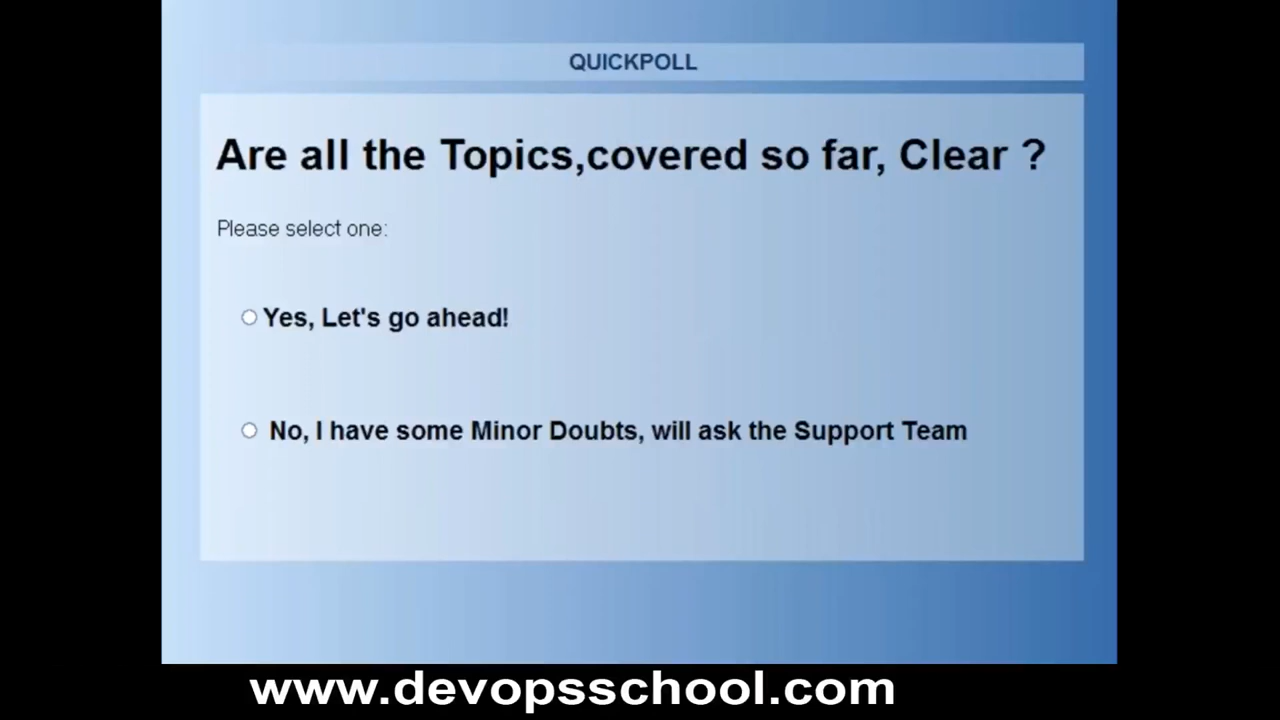 QUICKPOLL
Are all the Topics,covered so far, Clear ?
Please select one:
Yes, Let's go ahead!
No, I have some Minor Doubts, will ask the Support Team
www.devopsschool.com